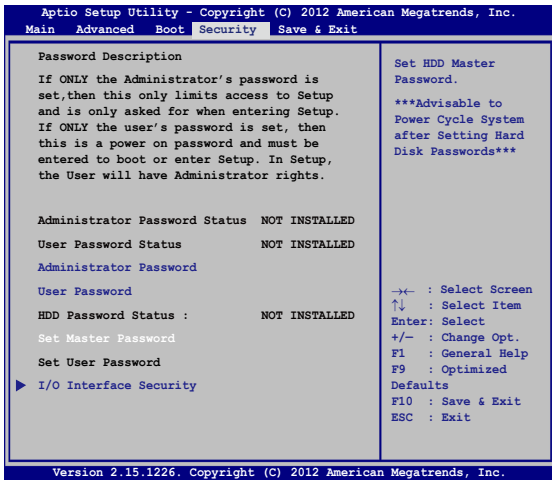 Aptio Setup Utility - Copyright (C) 2012 American Megatrends, Inc.
Main Advanced Boot Security Save & Exit
Password Description
If ONLY the Administrator's password is
set,then this only limits access to Setup
and is only asked for when entering Setup.
If ONLY the user's password is set, then
this is a power on password and must be
entered to boot or enter Setup. In Setup,
the User will have Administrator rights.
Administrator Password Status NOT INSTALLED
User Password Status NOT INSTALLED
Administrator Password
User Password
HDD Password Status : NOT INSTALLED
Set Master Password
Set User Password
I/O Interface Security
Set HDD Master
Password.
***Advisable to
Power Cycle System
after Setting Hard
Disk Passwords***
→← : Select Screen
↑↓ : Select Item
Enter: Select
+/— : Change Opt.
F1 : General Help
F9 : Optimized
Defaults
F10 : Save & Exit
ESC : Exit
Version 2.15.1226. Copyright (C) 2012 American Megatrends, Inc.